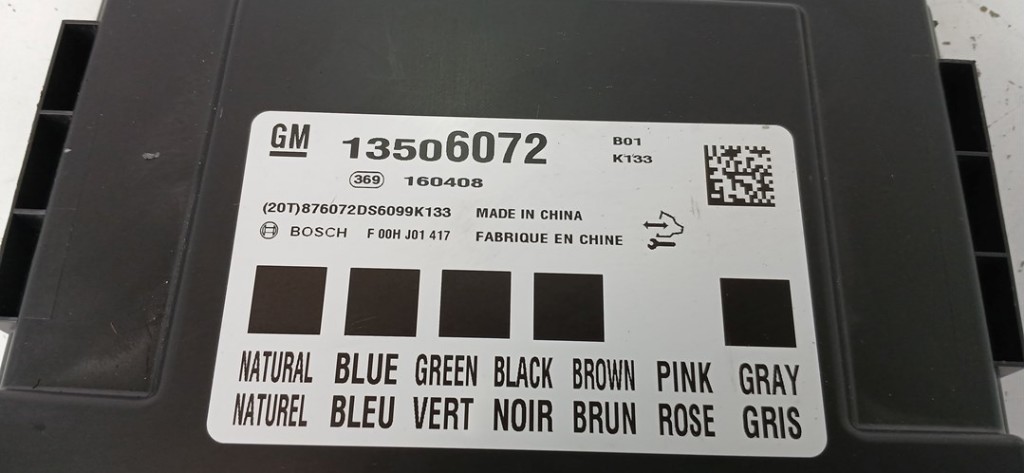 GM 13506072 B01
K133
369 160408
(20T)876072DS6099K133 MADE IN CHINA
BOSCH F 00H J01 417 FABRIQUE EN CHINE
NATURAL BLUE GREEN BLACK BROWN PINK GRAY
NATUREL BLEU VERT NOIR BRUN ROSE GRIS